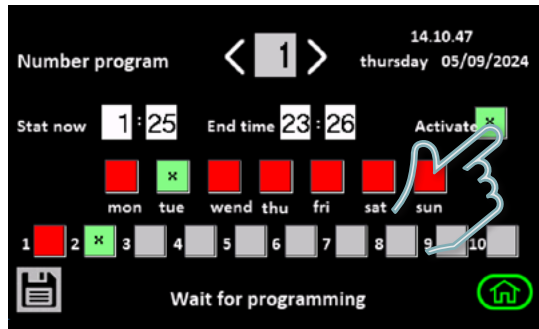 14.10.47
Number program < 1 > thursday 05/09/2024
Stat now 1 : 25 End time 23 : 26 Activate x
x
mon tue wend thu fri sat sun
1 2 x 3 4 5 6 7 8 9 10
Wait for programming